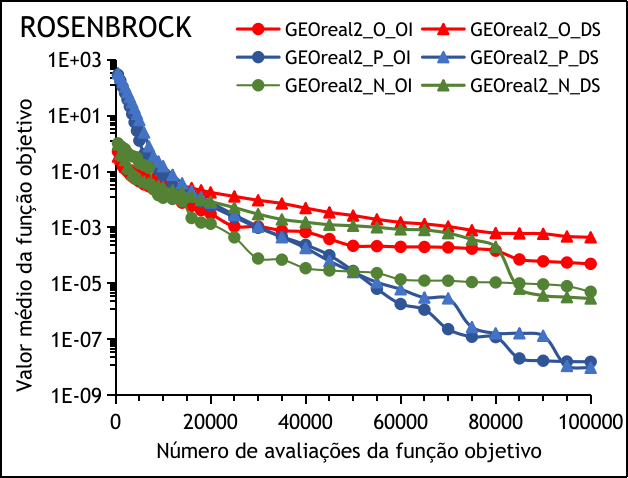 ROSENBROCK
GEOreal2_O_OI GEOreal2_O_DS
GEOreal2_P_OI GEOreal2_P_DS
GEOreal2_N_OI GEOreal2_N_DS
Valor médio da função objetivo
1E+03
1E+01
1E-01
1E-03
1E-05
1E-07
1E-09
0 20000 40000 60000 80000 100000
Número de avaliações da função objetivo